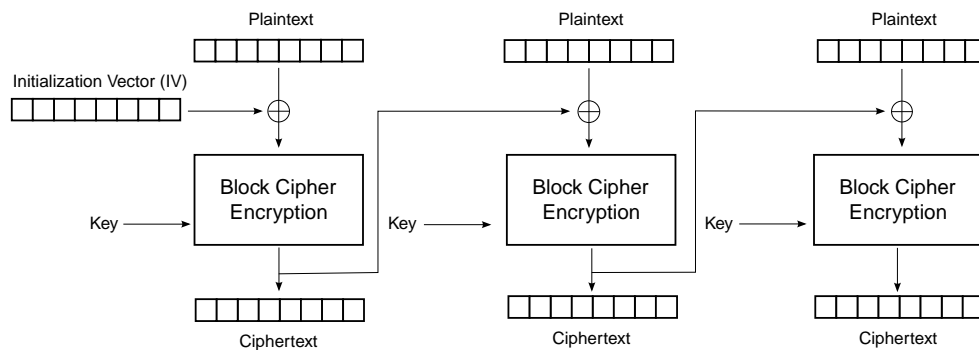 Plaintext
Plaintext
Plaintext
Initialization Vector (IV)
Block Cipher
Encryption
Block Cipher
Encryption
Block Cipher
Encryption
Key
Key
Key
Ciphertext
Ciphertext
Ciphertext